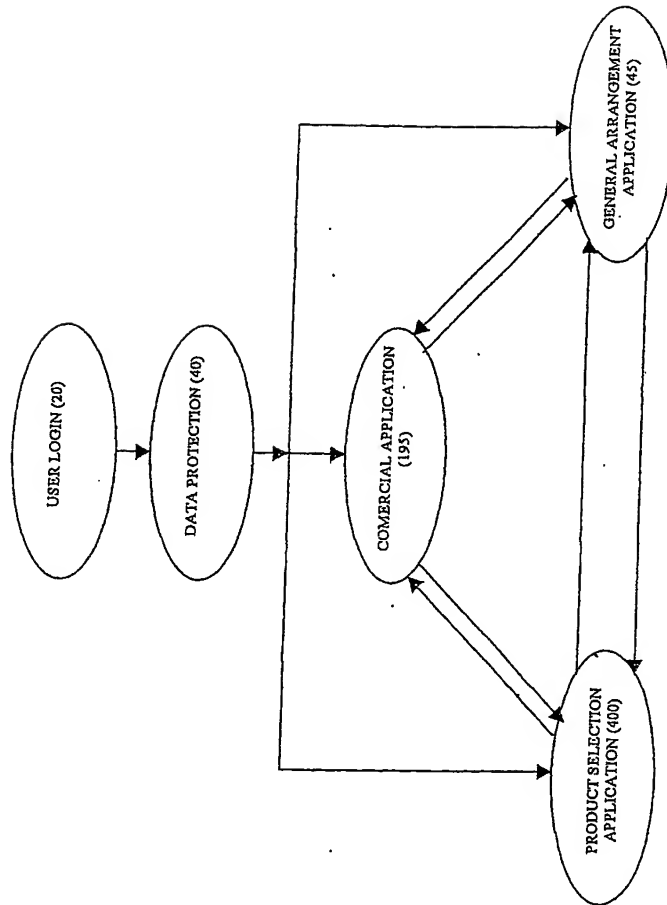 USER LOGIN (20)
DATA PROTECTION (40)
COMERCIAL APPLICATION
(195)
PRODUCT SELECTION
APPLICATION (400)
GENERAL ARRANGEMENT
APPLICATION (45)